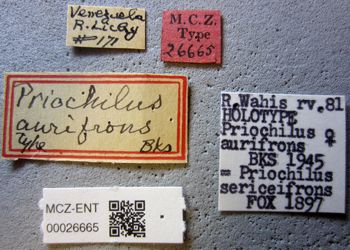 Venezuela
R. Lichy
#171
M.C.Z.
Type
26665
Priochilus
aurifrons
Type Bks
R.Wahis rv.81
HOLOTYPE
Priochilus ♀
aurifrons
BKS 1945
= Priochilus
sericeifrons
FOX 1897
MCZ-ENT
00026665